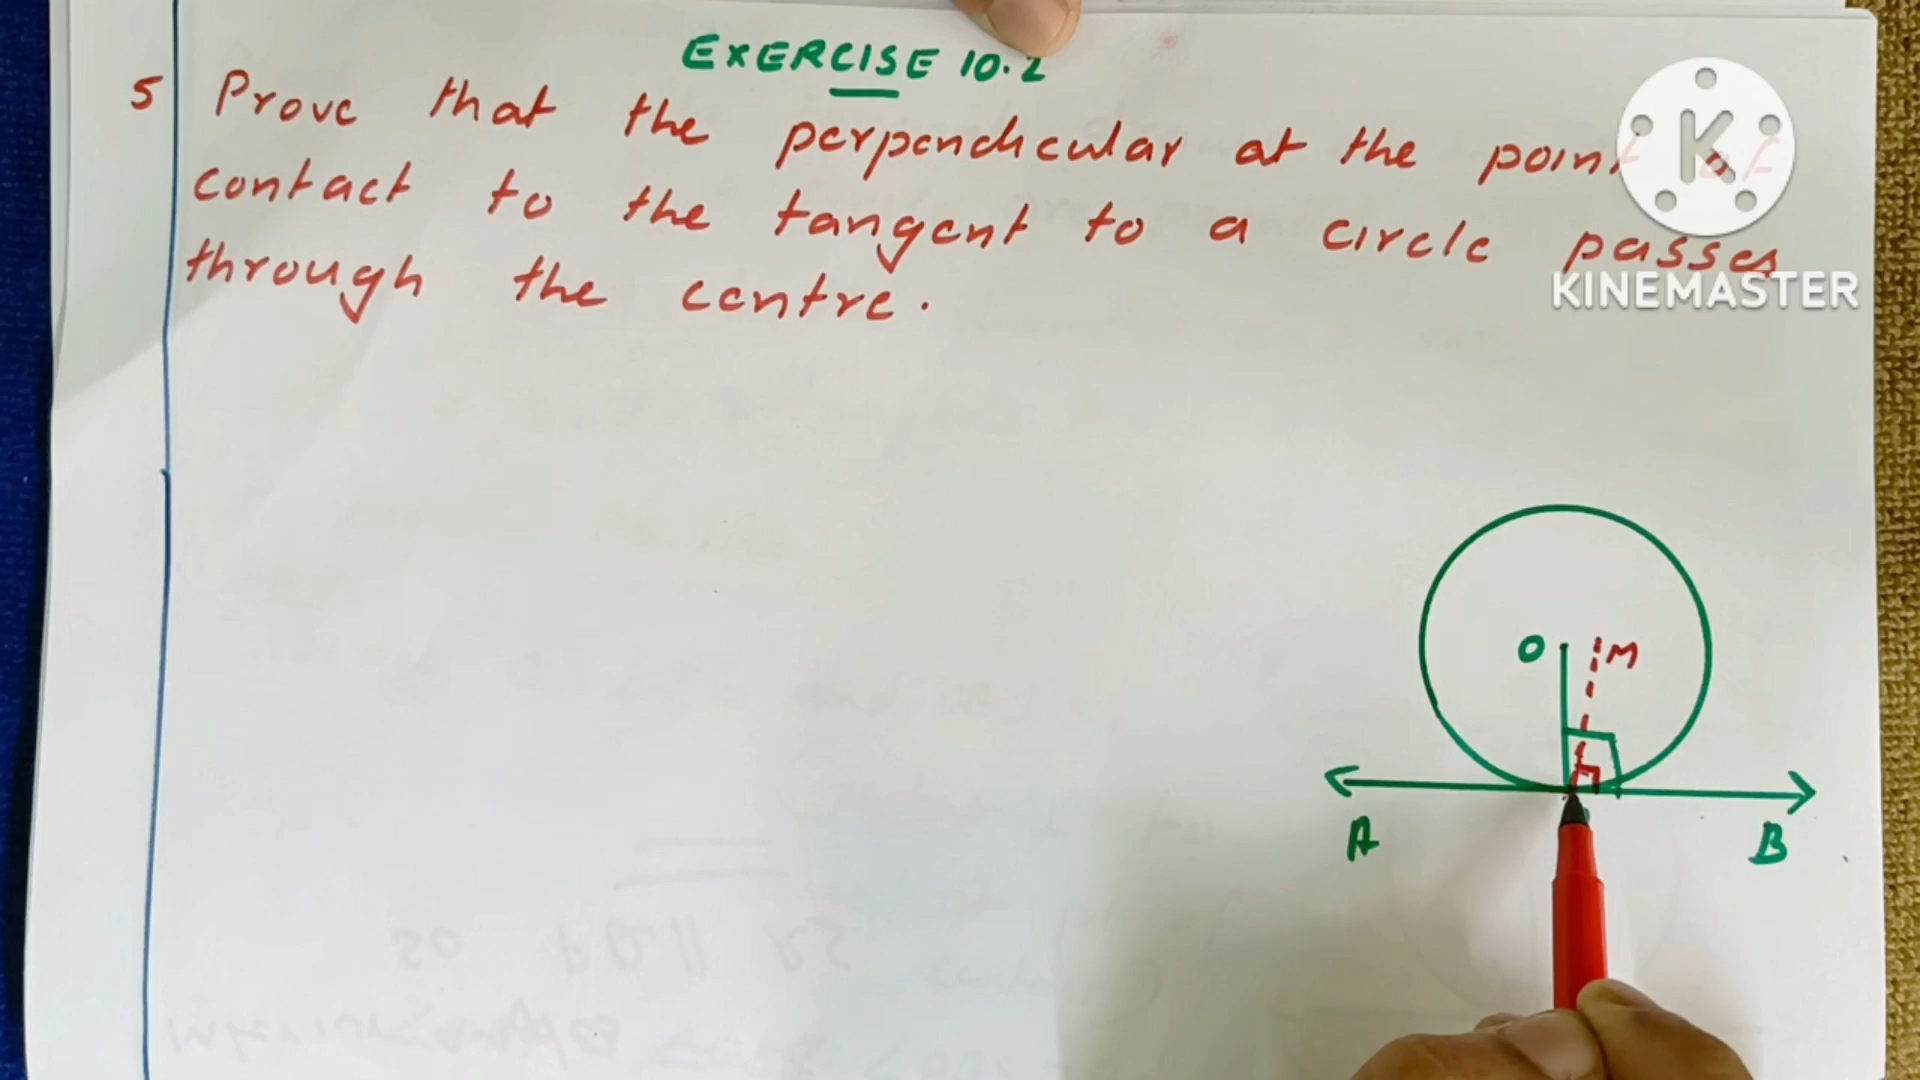 EXERCISE 10.2
5 Prove that the perpendicular at the point of
contact to the tangent to a circle passes
through the centre.
K
KINEMASTER
O M
A B